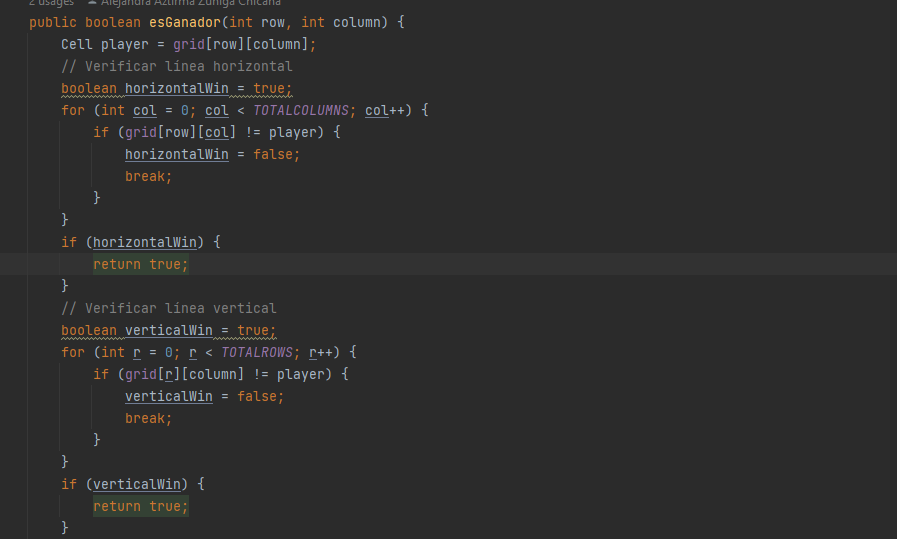 2 usages Alejandra Azurima Zuniga Chicana
public boolean esGanador(int row, int column) {
    Cell player = grid[row][column];
    // Verificar linea horizontal
    boolean horizontalWin = true;
    for (int col = 0; col < TOTALCOLUMNS; col++) {
        if (grid[row][col] != player) {
            horizontalWin = false;
            break;
        }
    }
    if (horizontalWin) {
        return true;
    }
    // Verificar linea vertical
    boolean verticalWin = true;
    for (int r = 0; r < TOTALROWS; r++) {
        if (grid[r][column] != player) {
            verticalWin = false;
            break;
        }
    }
    if (verticalWin) {
        return true;
    }